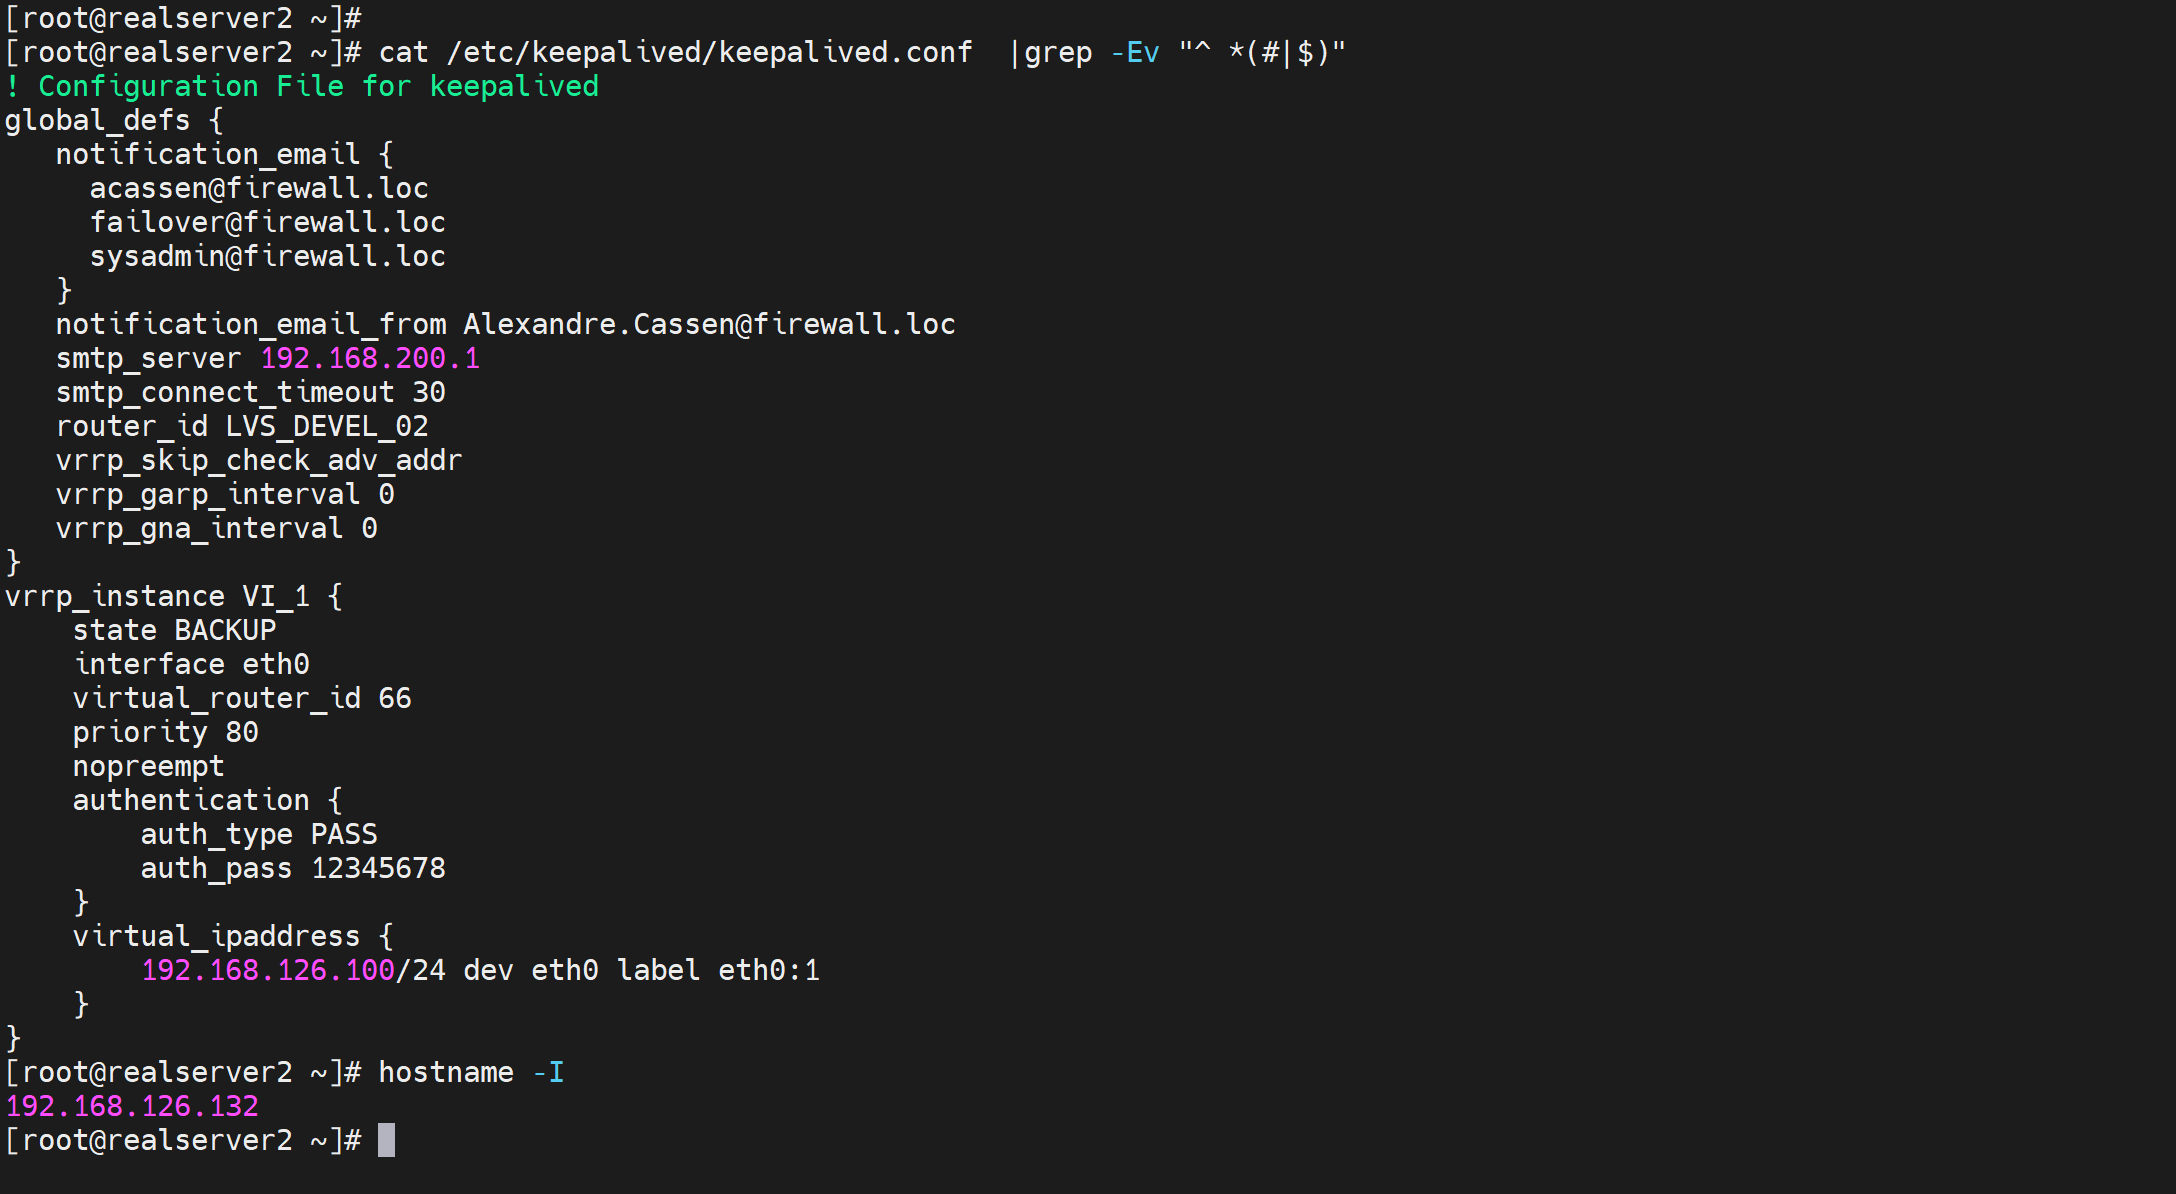 [root@realserver2 ~]#
[root@realserver2 ~]# cat /etc/keepalived/keepalived.conf  |grep -Ev "^ *(#|$)"
! Configuration File for keepalived
global_defs {
   notification_email {
     acassen@firewall.loc
     failover@firewall.loc
     sysadmin@firewall.loc
   }
   notification_email_from Alexandre.Cassen@firewall.loc
   smtp_server 192.168.200.1
   smtp_connect_timeout 30
   router_id LVS_DEVEL_02
   vrrp_skip_check_adv_addr
   vrrp_garp_interval 0
   vrrp_gna_interval 0
}
vrrp_instance VI_1 {
    state BACKUP
    interface eth0
    virtual_router_id 66
    priority 80
    nopreempt
    authentication {
        auth_type PASS
        auth_pass 12345678
    }
    virtual_ipaddress {
        192.168.126.100/24 dev eth0 label eth0:1
    }
}
[root@realserver2 ~]# hostname -I
192.168.126.132
[root@realserver2 ~]#